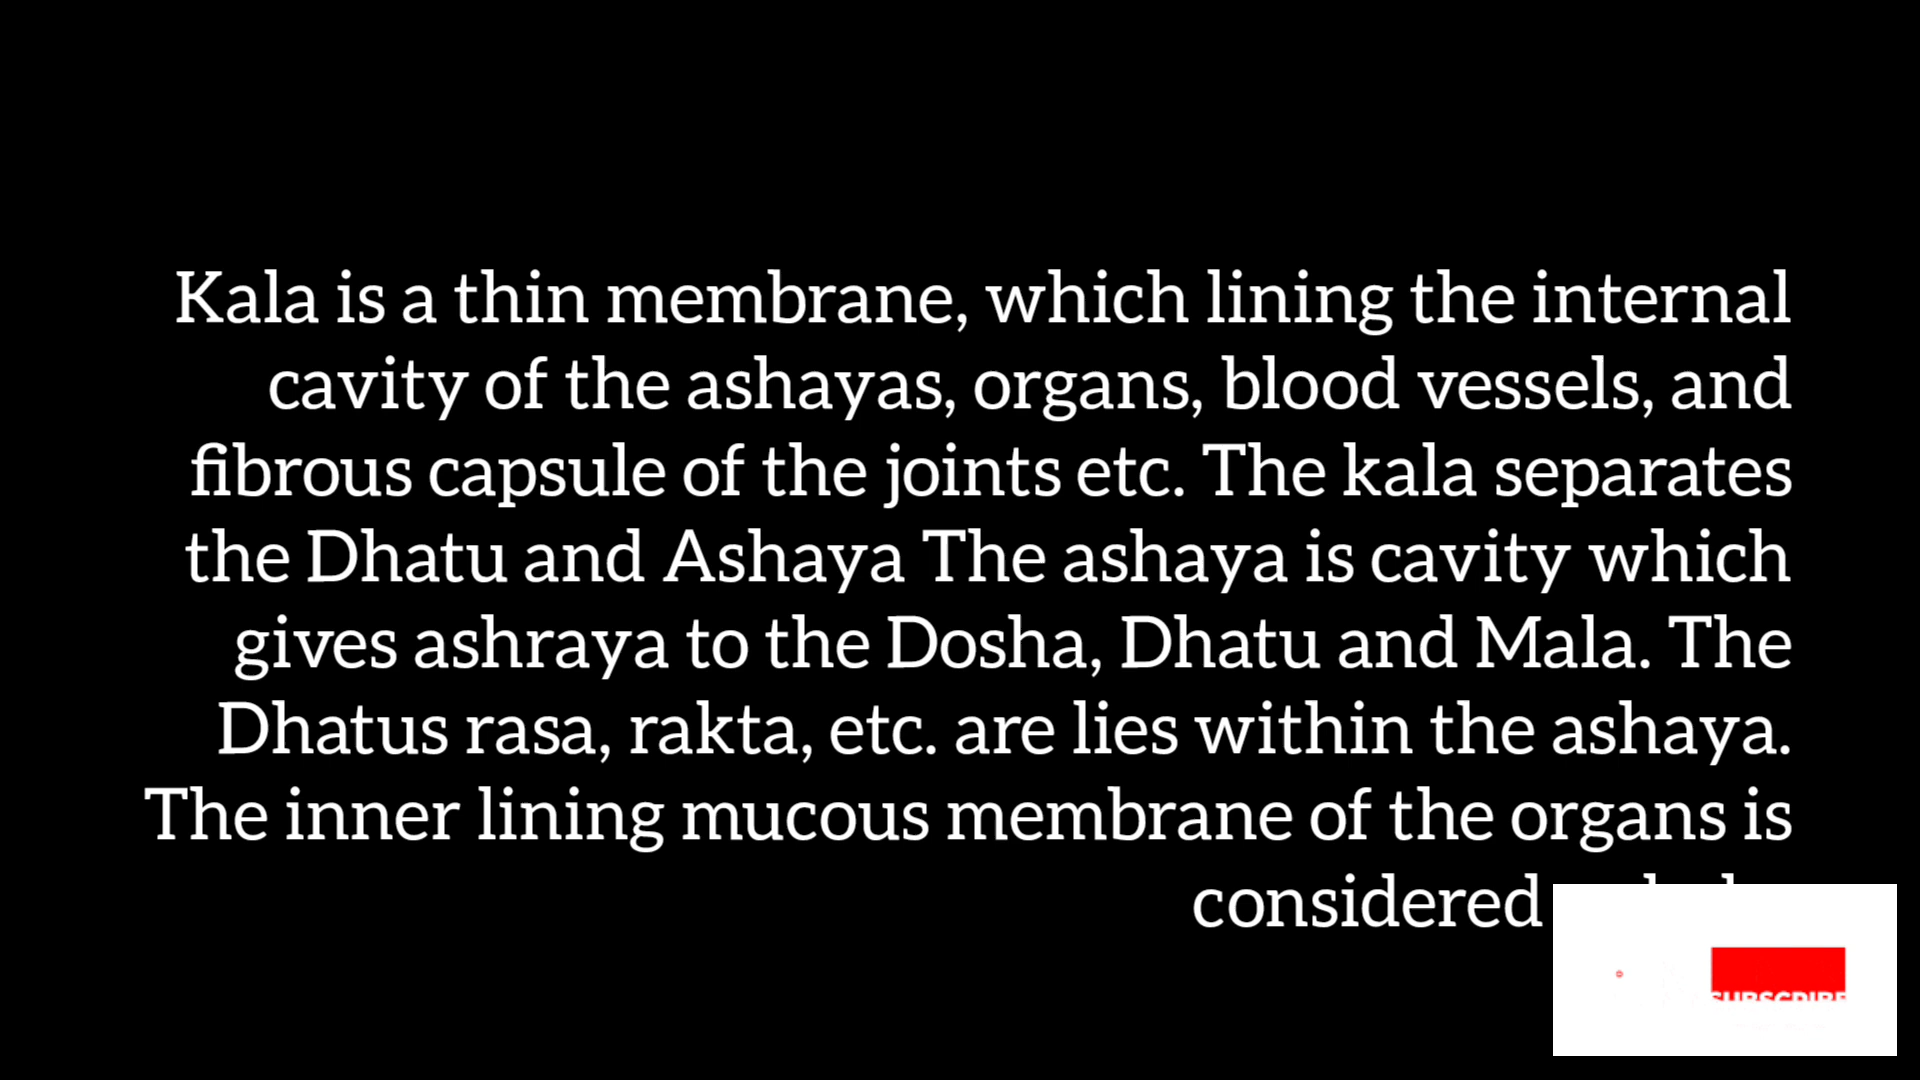 Kala is a thin membrane, which lining the internal
cavity of the ashayas, organs, blood vessels, and
fibrous capsule of the joints etc. The kala separates
the Dhatu and Ashaya The ashaya is cavity which
gives ashraya to the Dosha, Dhatu and Mala. The
Dhatus rasa, rakta, etc. are lies within the ashaya.
The inner lining mucous membrane of the organs is
considered
SUBSCRIBE